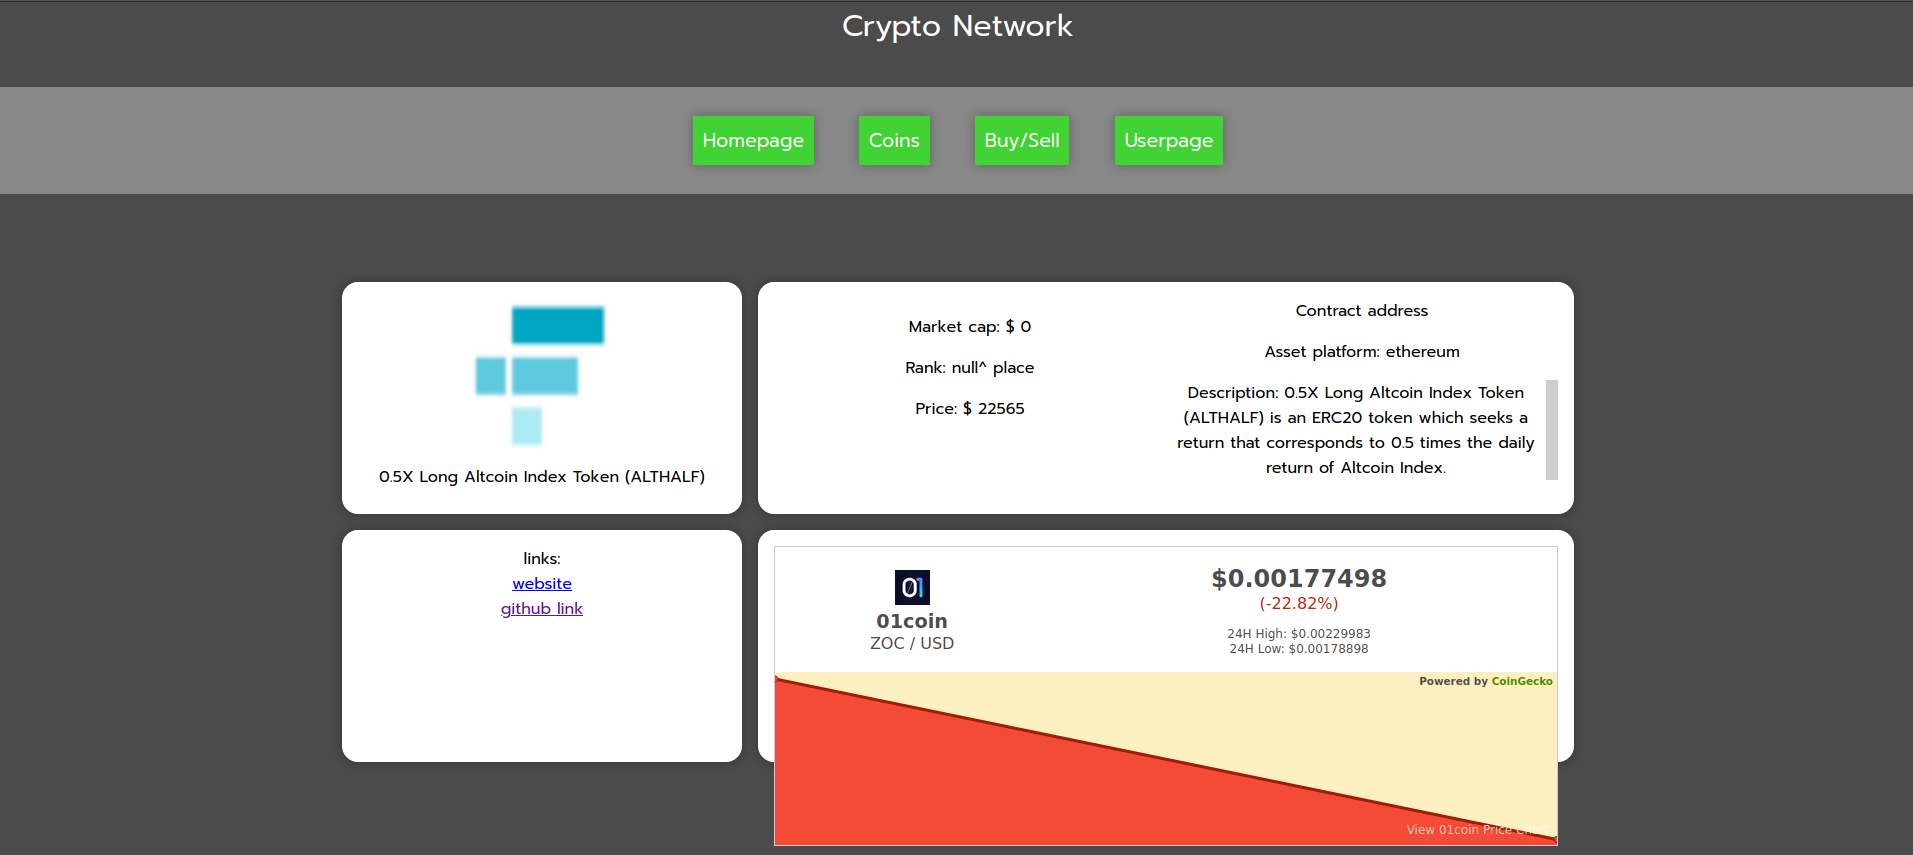 Crypto Network
Homepage
Coins
Buy/Sell
Userpage
0.5X Long Altcoin Index Token (ALTHALF)
Market cap: $ 0
Rank: null^ place
Price: $ 22565
Contract address
Asset platform: ethereum
Description: 0.5X Long Altcoin Index Token
(ALTHALF) is an ERC20 token which seeks a
return that corresponds to 0.5 times the daily
return of Altcoin Index.
links:
website
github link
01
01coin
ZOC / USD
$0.00177498
(-22.82%)
24H High: $0.00229983
24H Low: $0.00178898
Powered by CoinGecko
View 01coin Price Chart